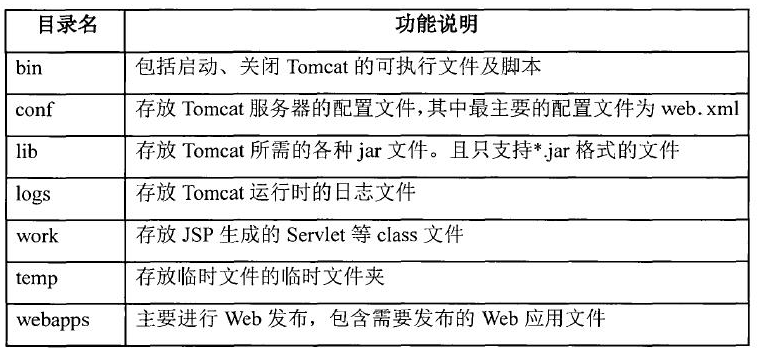 目录名 功能说明
bin 包括启动、关闭 Tomcat 的可执行文件及脚本
conf 存放 Tomcat 服务器的配置文件,其中最主要的配置文件为 web.xml
lib 存放 Tomcat 所需的各种 jar 文件。且只支持*.jar 格式的文件
logs 存放 Tomcat 运行时的日志文件
work 存放 JSP 生成的 Servlet 等 class 文件
temp 存放临时文件的临时文件夹
webapps 主要进行 Web 发布，包含需要发布的 Web 应用文件